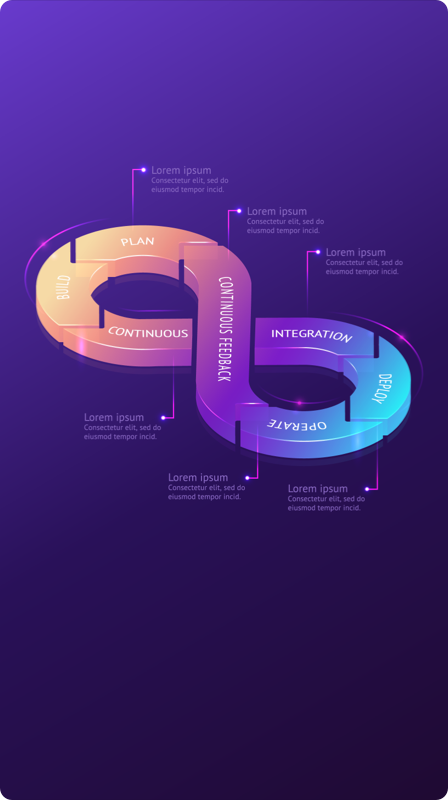 Lorem ipsum
Consectetur elit, sed do
eiusmod tempor incid.
Lorem ipsum
Consectetur elit, sed do
eiusmod tempor incid.
Lorem ipsum
Consectetur elit, sed do
eiusmod tempor incid.
PLAN
BUILD
CONTINUOUS
CONTINUOUS FEEDBACK
INTEGRATION
DEPLOY
OPERATE
Lorem ipsum
Consectetur elit, sed do
eiusmod tempor incid.
Lorem ipsum
Consectetur elit, sed do
eiusmod tempor incid.
Lorem ipsum
Consectetur elit, sed do
eiusmod tempor incid.